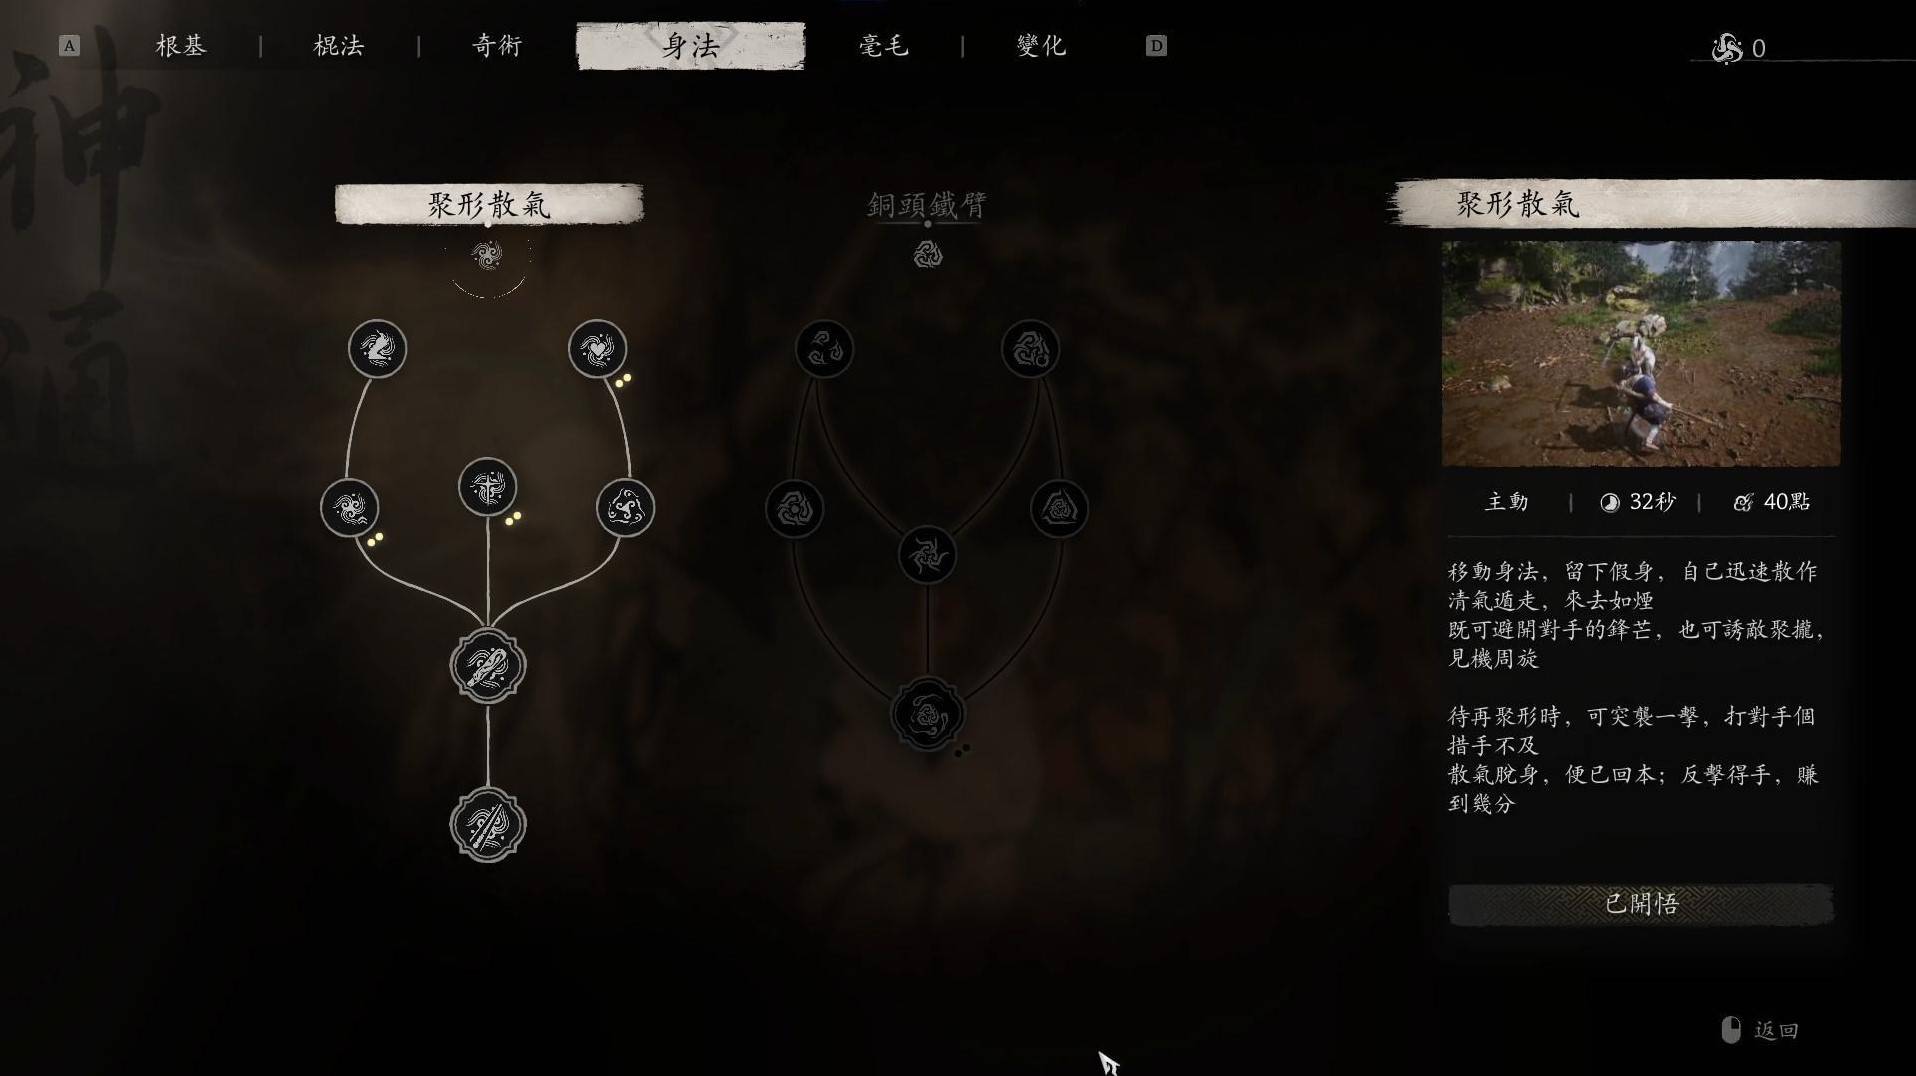 A
根基
棍法
奇術
身法
毫毛
變化
D
0
神通
聚形散氣
銅頭鐵臂
聚形散氣
主動
32秒
40點
移動身法，留下假身，自己迅速散作
清氣遁走，來去如煙
既可避開對手的鋒芒，也可誘敵聚攏，
見機周旋
待再聚形時，可突襲一擊，打對手個
措手不及
散氣脫身，便已回本；反擊得手，賺
到幾分
已開悟
返回